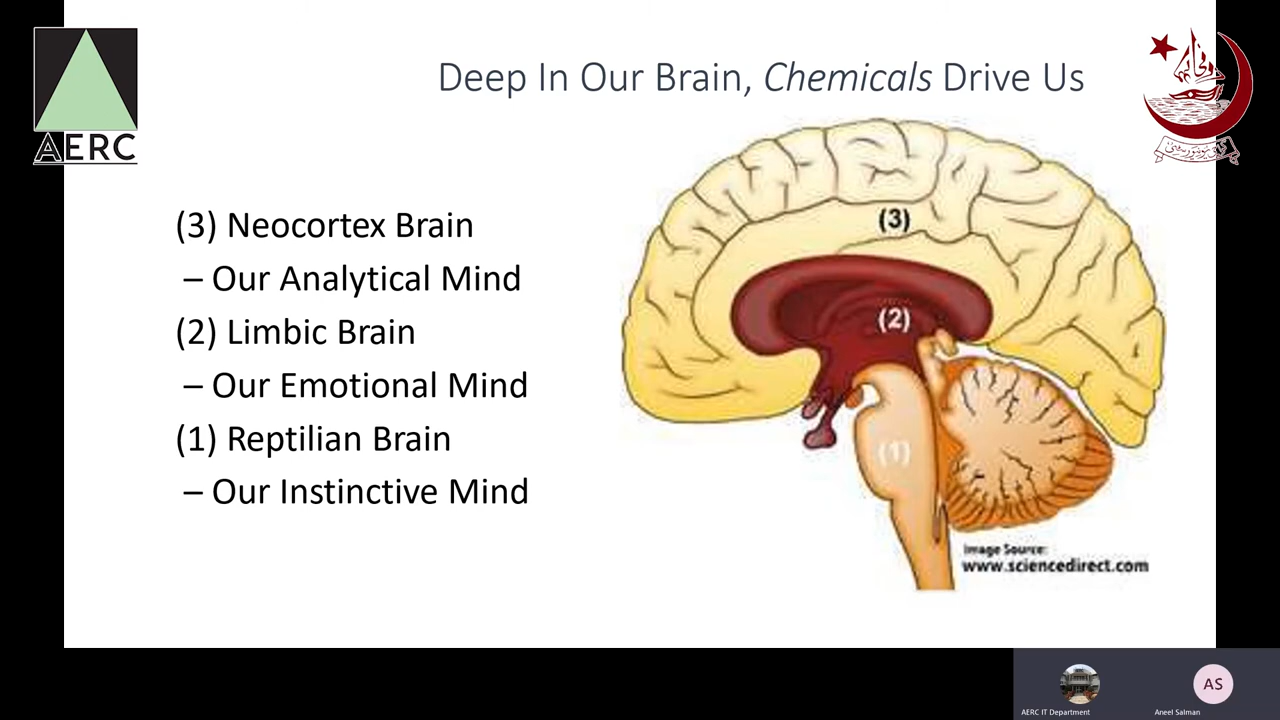 Deep In Our Brain, Chemicals Drive Us
AERC
(3) Neocortex Brain
– Our Analytical Mind
(2) Limbic Brain
– Our Emotional Mind
(1) Reptilian Brain
– Our Instinctive Mind
(3)
(2)
(1)
Image Source:
www.sciencedirect.com
AS
AERC IT Department
Aneel Salman